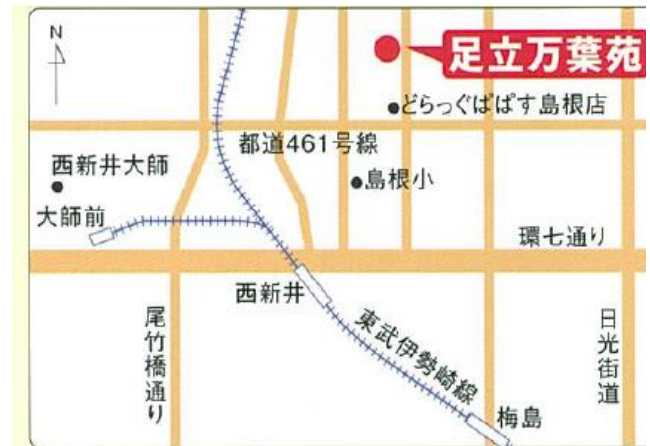 N
足立万葉苑
どらっぐぱぱす島根店
都道461号線
西新井大師
島根小
大師前
環七通り
西新井
尾竹橋通り
東武伊勢崎線
日光街道
梅島